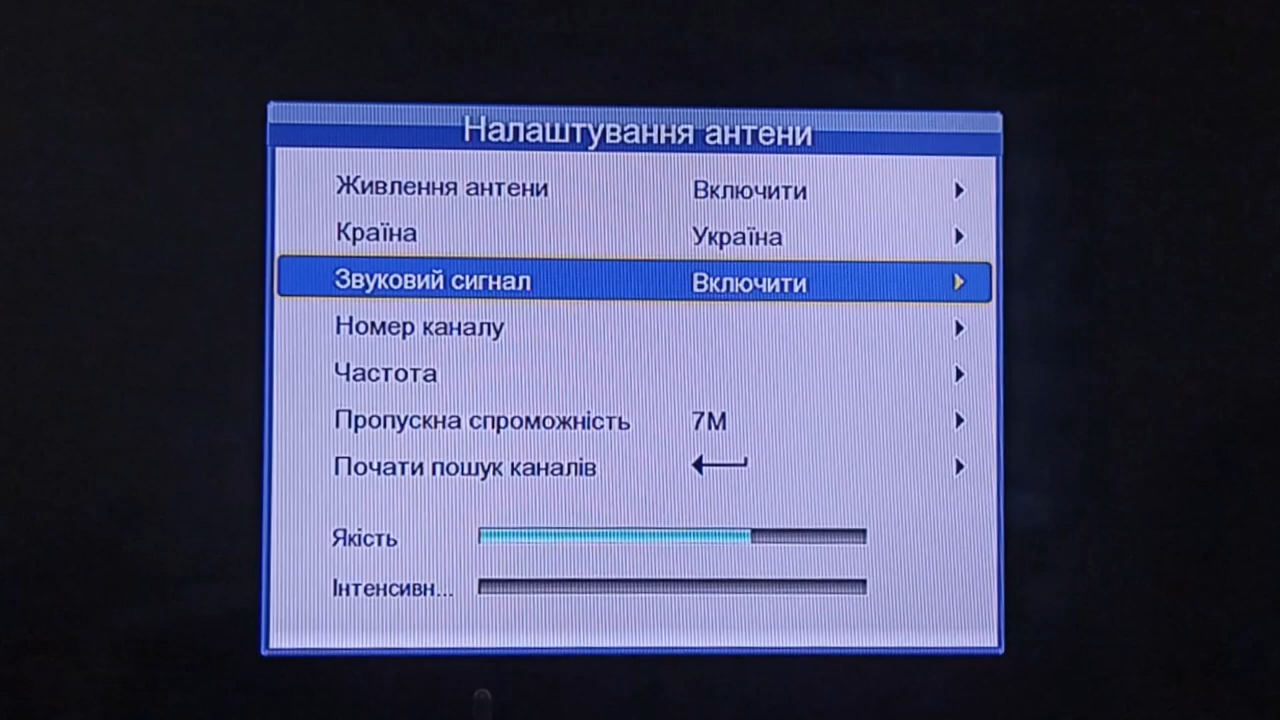 Налаштування антени
Живлення антени Включити
Країна Україна
Звуковий сигнал Включити
Номер каналу
Частота
Пропускна спроможність 7M
Почати пошук каналів
Якість
Інтенсивн...